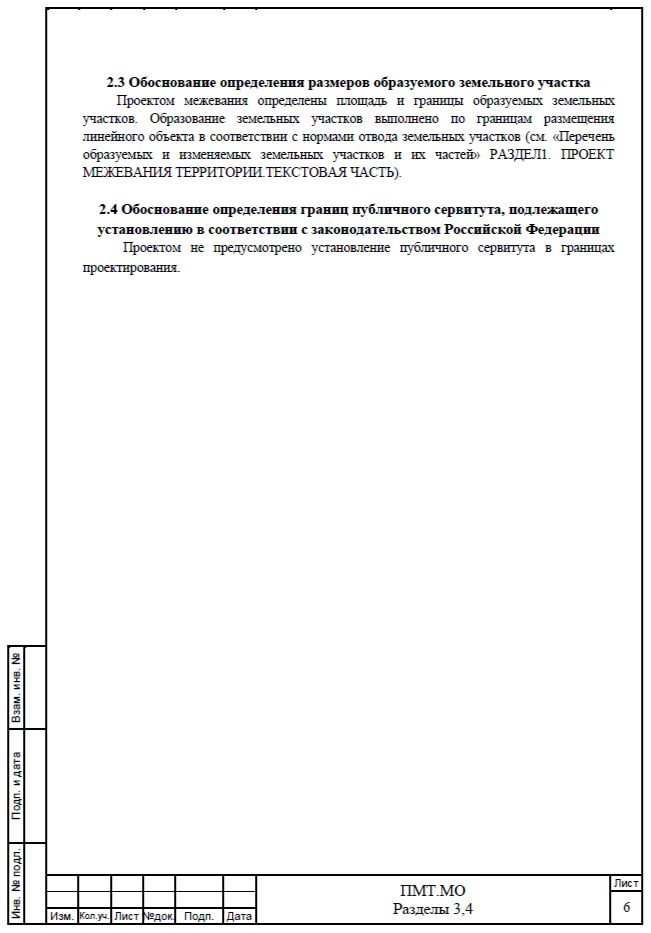 2.3 Обоснование определения размеров образуемого земельного участка
Проектом межевания определены площадь и границы образуемых земельных
участков. Образование земельных участков выполнено по границам размещения
линейного объекта в соответствии с нормами отвода земельных участков (см. «Перечень
образуемых и изменяемых земельных участков и их частей» РАЗДЕЛ1. ПРОЕКТ
МЕЖЕВАНИЯ ТЕРРИТОРИИ.ТЕКСТОВАЯ ЧАСТЬ).
2.4 Обоснование определения границ публичного сервитута, подлежащего
установлению в соответствии с законодательством Российской Федерации
Проектом не предусмотрено установление публичного сервитута в границах
проектирования.
Взам. инв. №
Подп. и дата
Инв. № подл.
Изм. Кол.уч. Лист №док. Подп. Дата
ПМТ.МО
Разделы 3,4
Лист
6